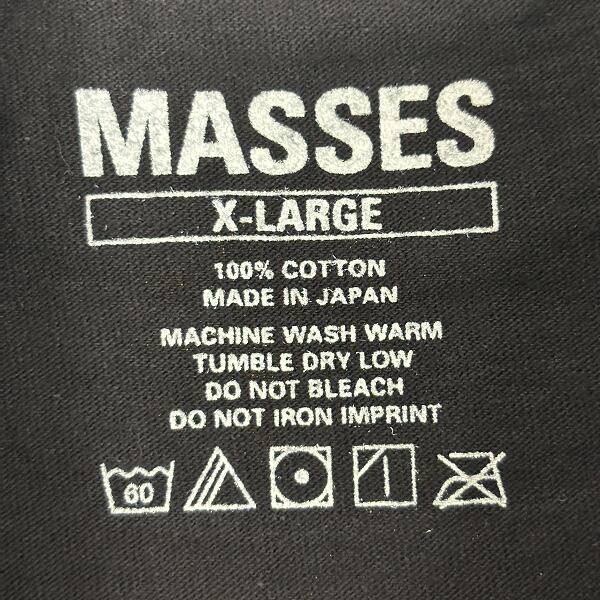 MASSES
X-LARGE
100% COTTON
MADE IN JAPAN
MACHINE WASH WARM
TUMBLE DRY LOW
DO NOT BLEACH
DO NOT IRON IMPRINT
60